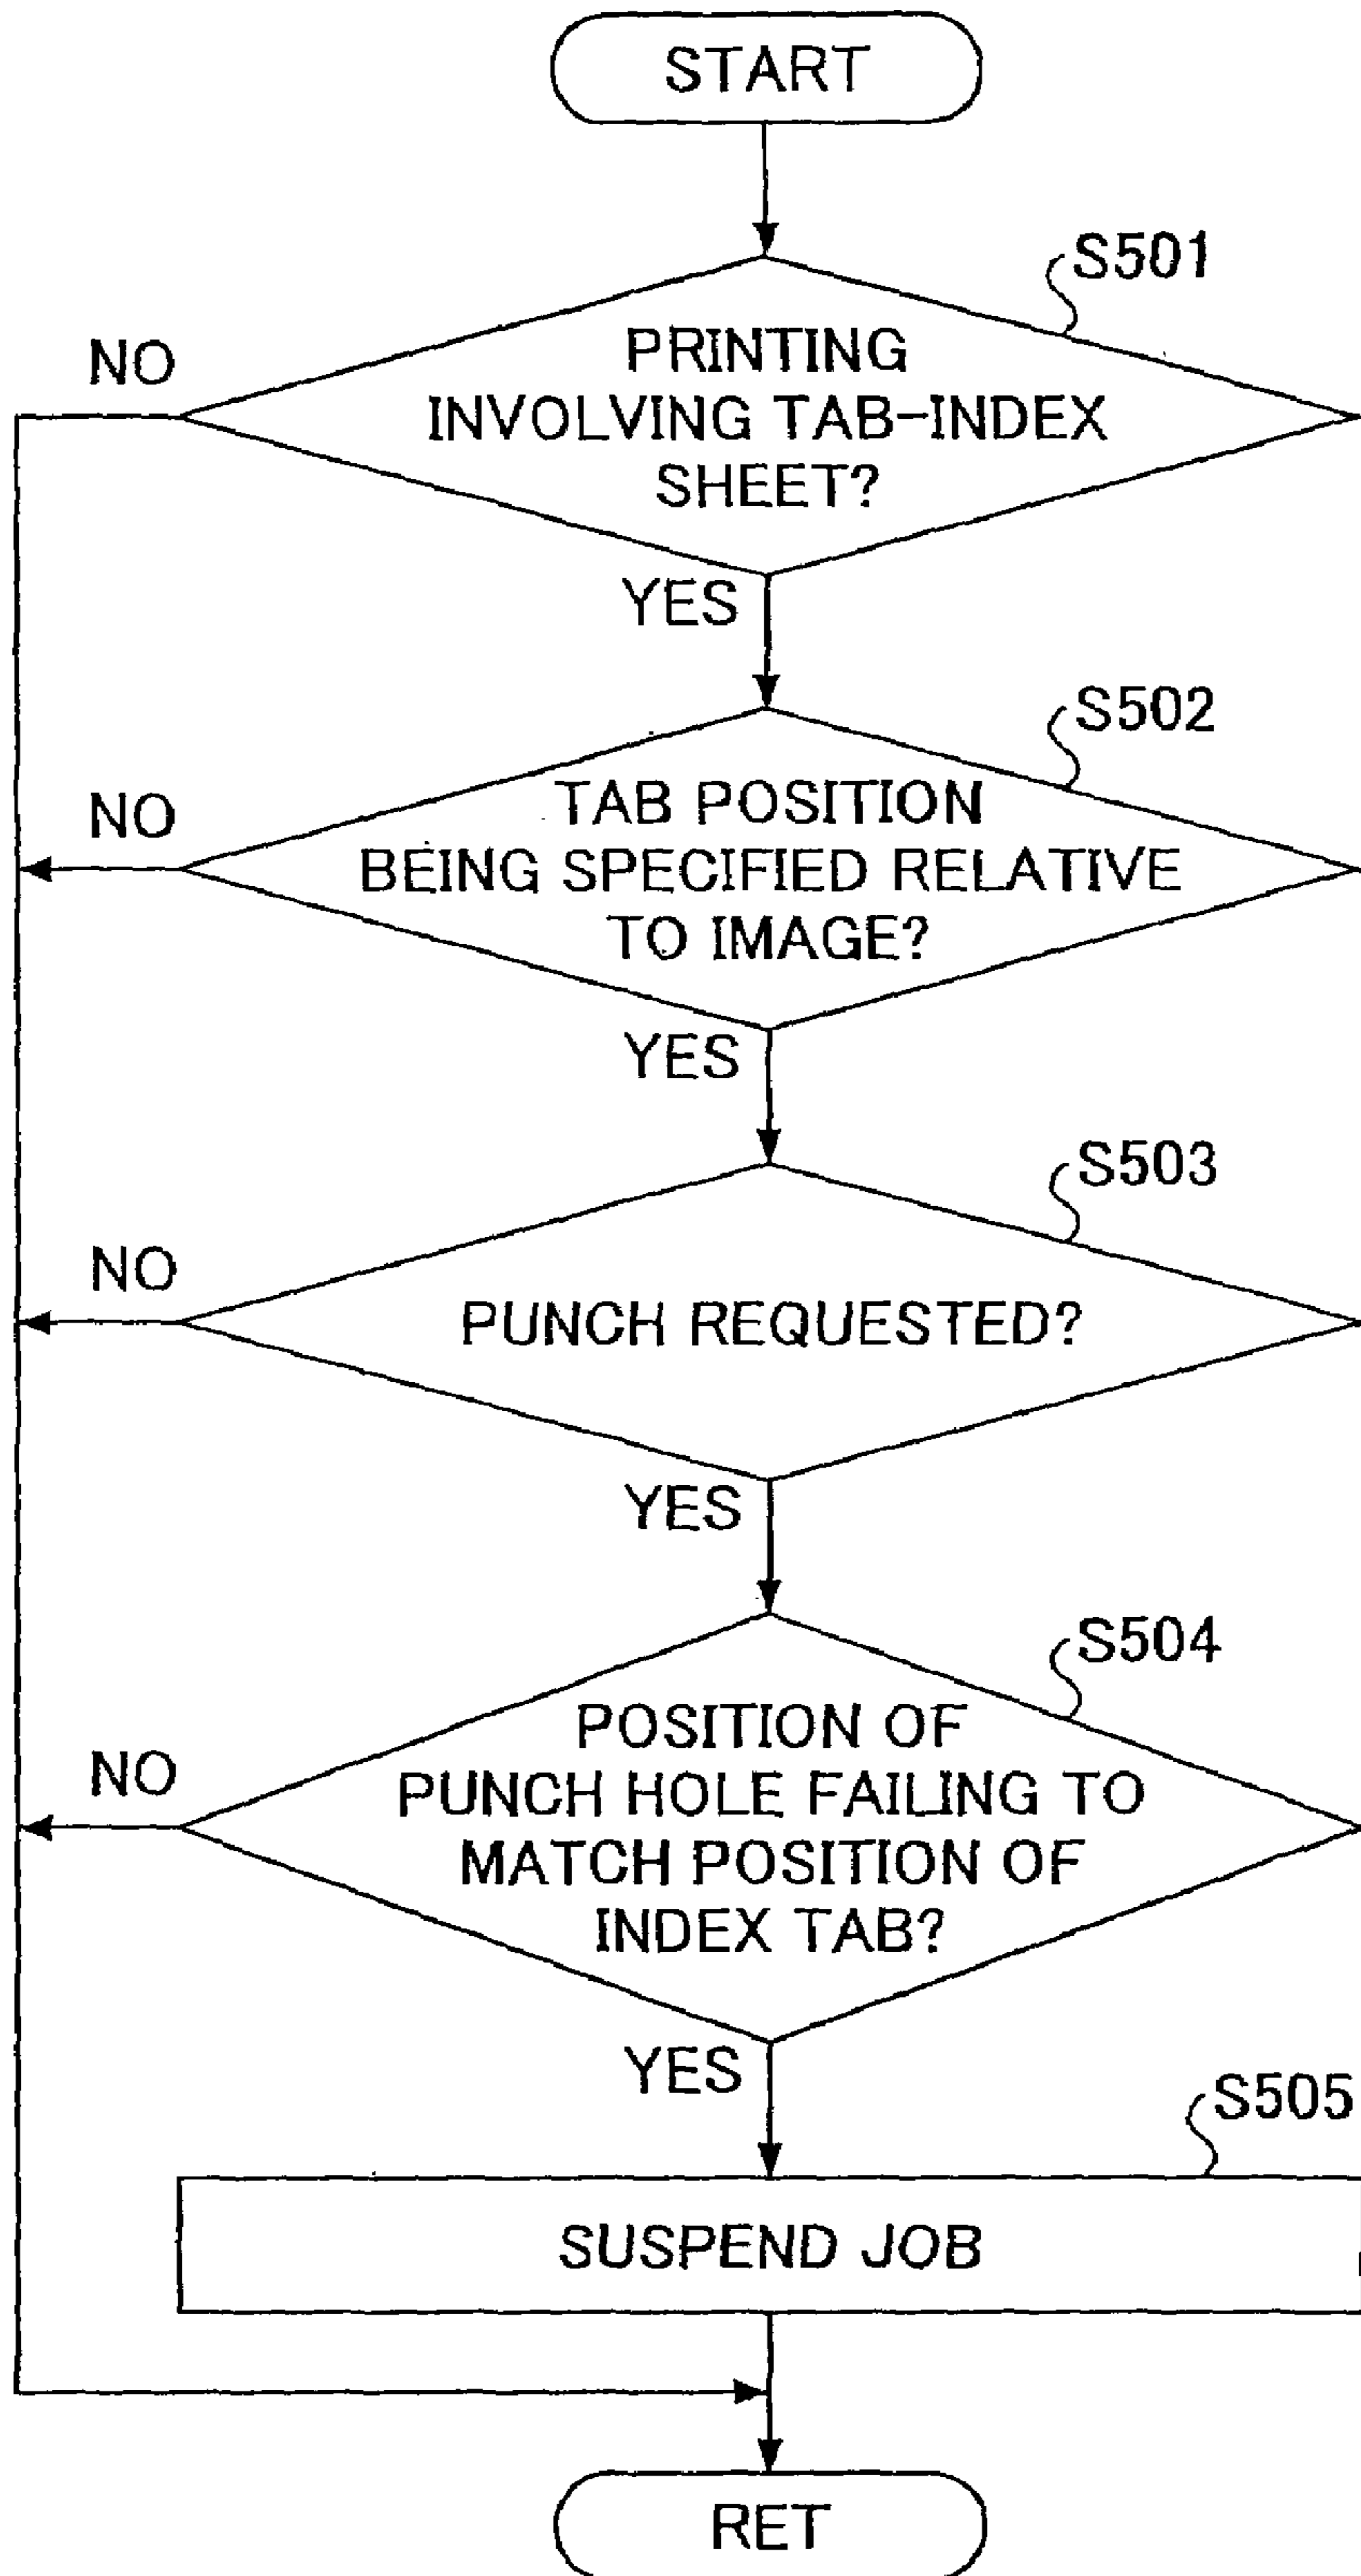 START
S501
NO
PRINTING
INVOLVING TAB-INDEX
SHEET?
YES
S502
NO
TAB POSITION
BEING SPECIFIED RELATIVE
TO IMAGE?
YES
S503
NO
PUNCH REQUESTED?
YES
S504
NO
POSITION OF
PUNCH HOLE FAILING TO
MATCH POSITION OF
INDEX TAB?
YES
S505
SUSPEND JOB
RET